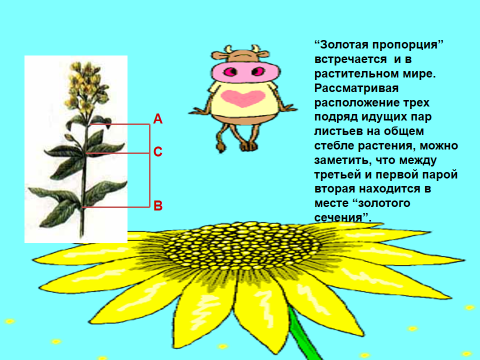 “Золотая пропорция”
встречается и в
растительном мире.
Рассматривая
расположение трех
подряд идущих пар
листьев на общем
стебле растения, можно
заметить, что между
третьей и первой парой
вторая находится в
месте “золотого
сечения”.
A
C
B